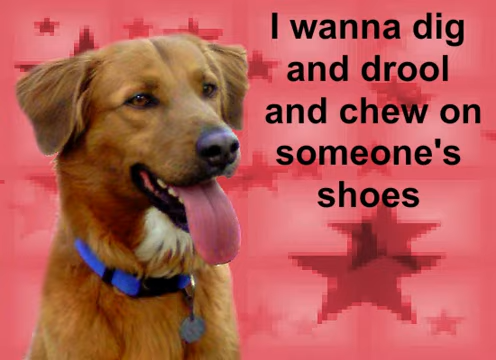 I wanna dig
and drool
and chew on
someone's
shoes